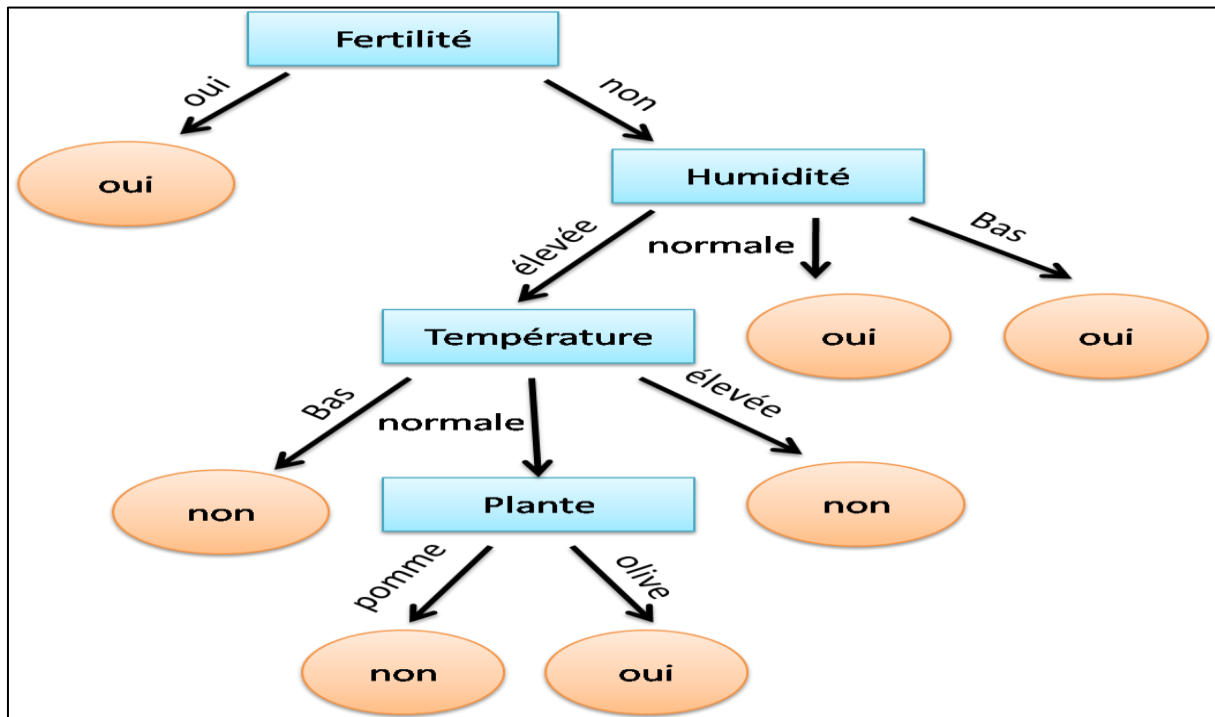 Fertilité
oui
non
oui
Humidité
élevée
normale
Bas
Température
oui
oui
Bas
normale
élevée
non
Plante
non
pomme
olive
non
oui